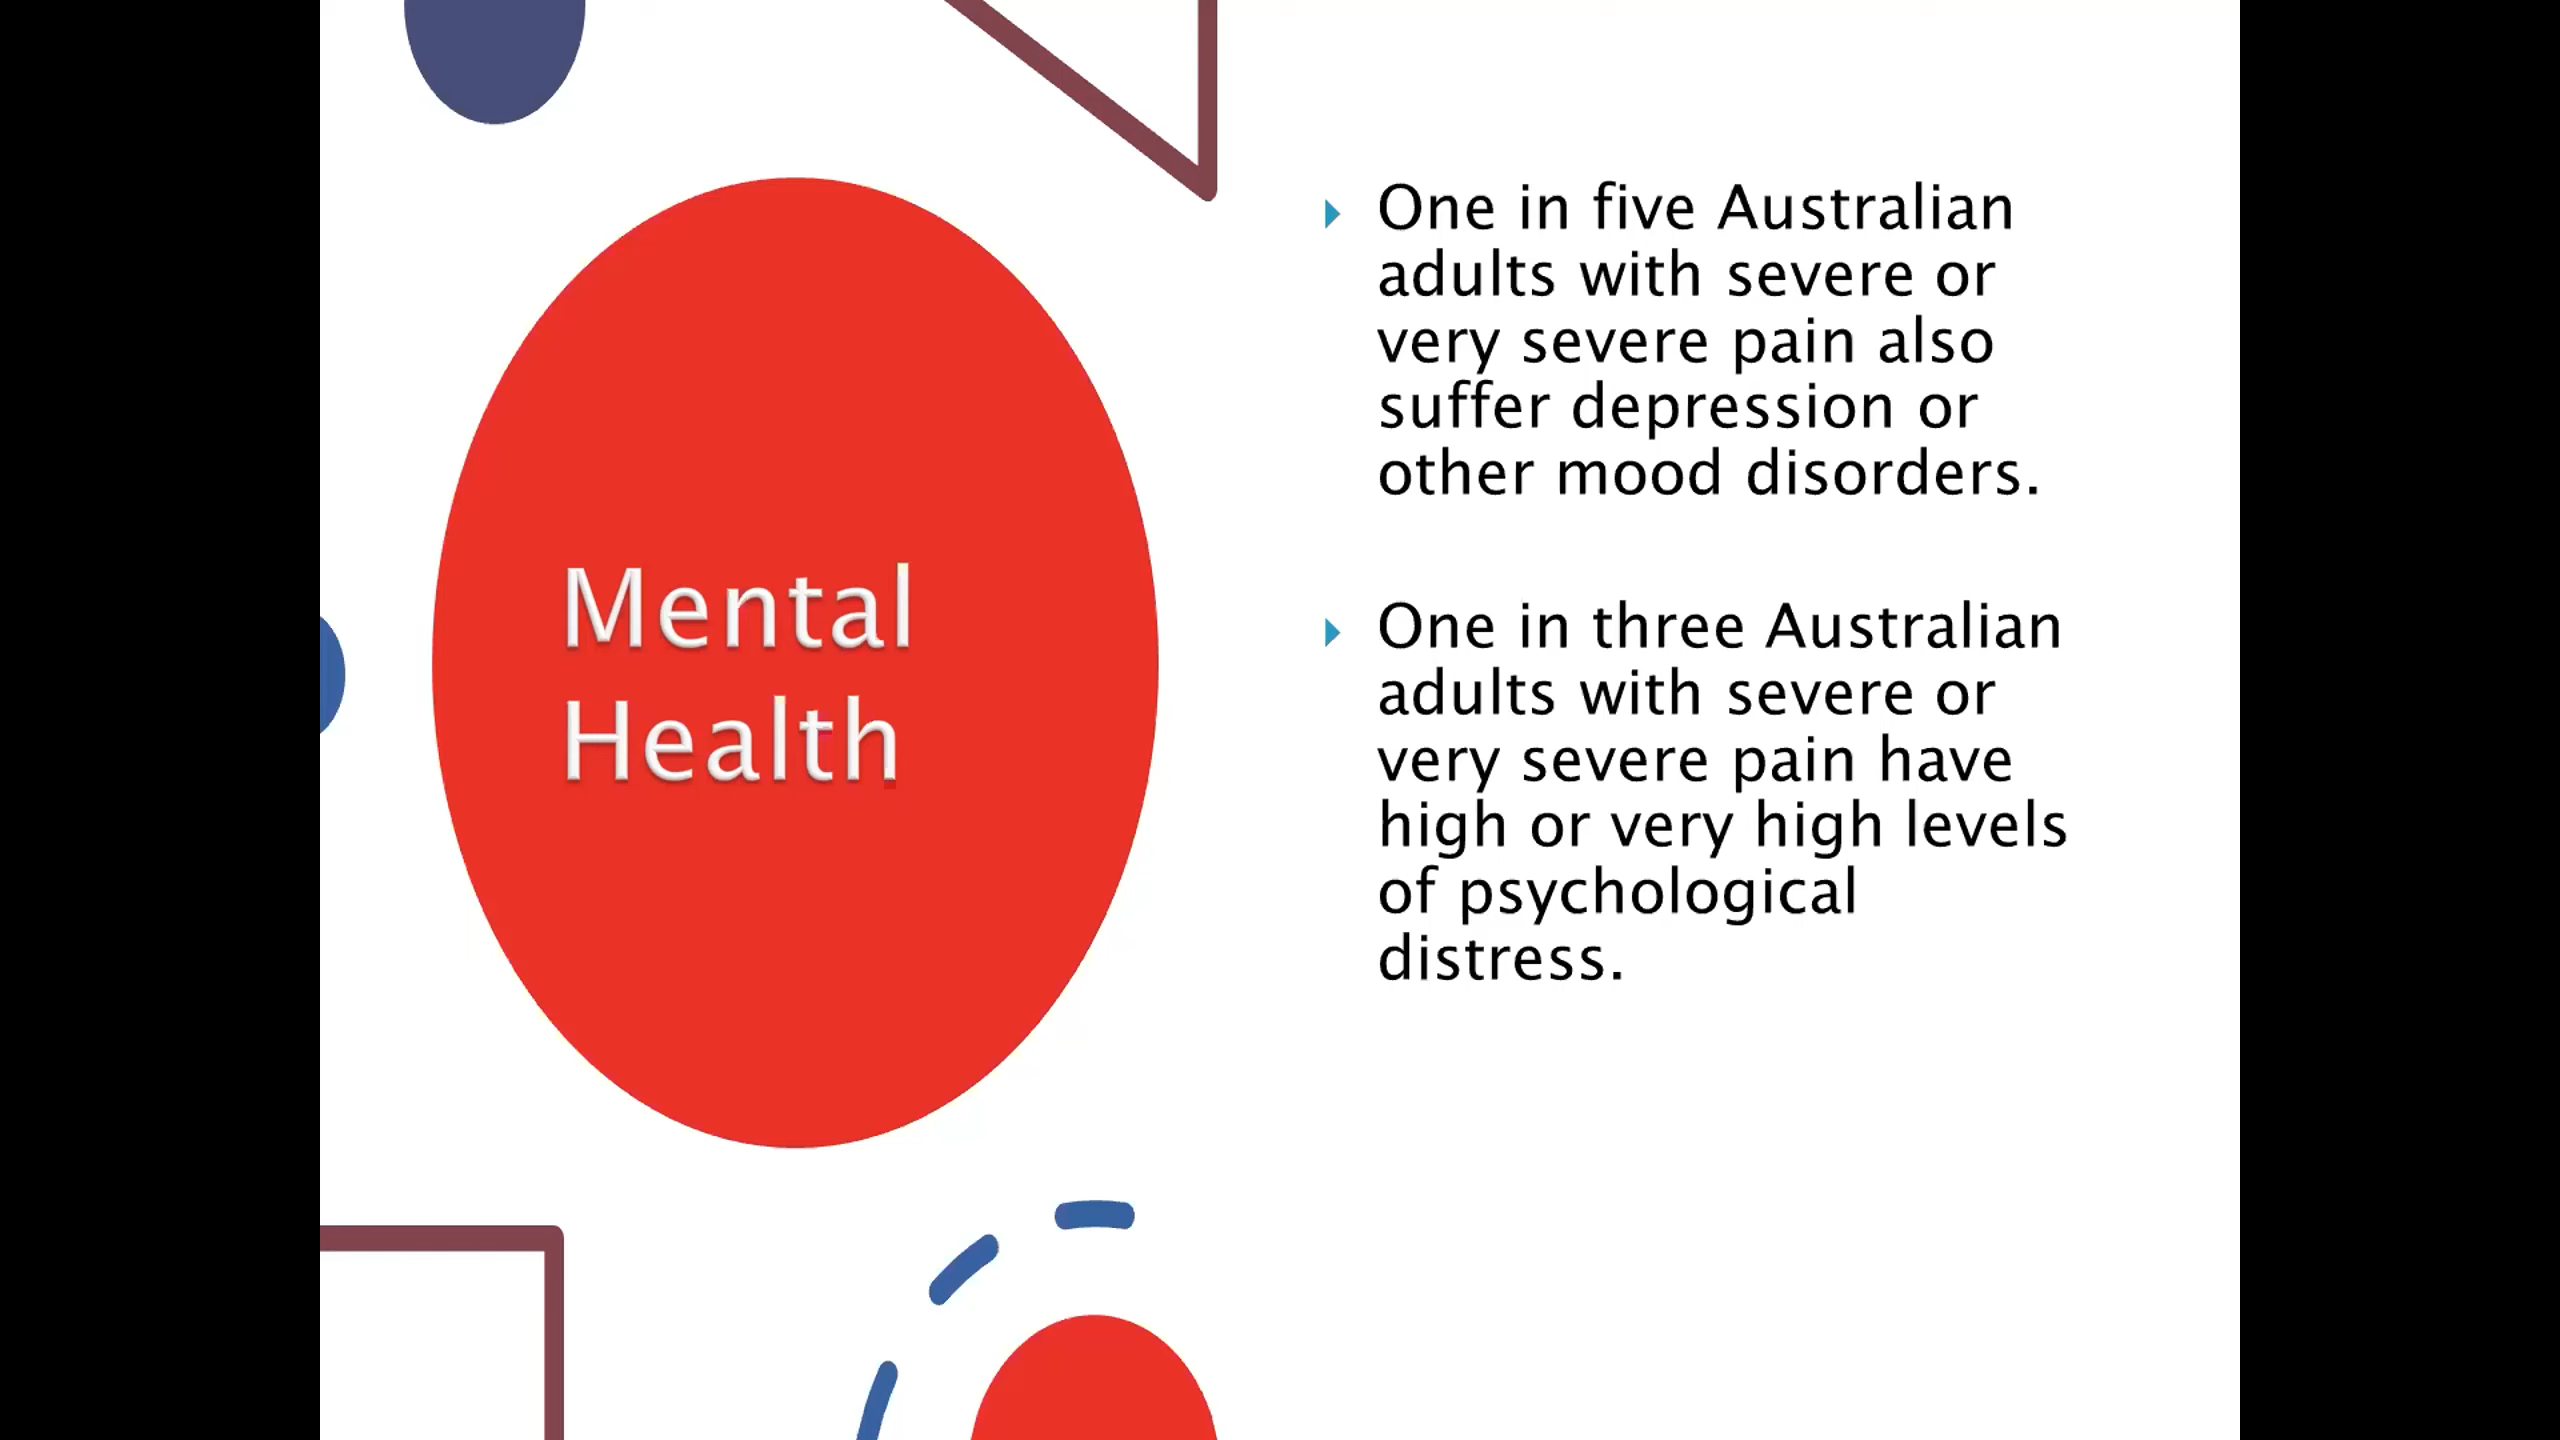 Mental
Health
One in five Australian
adults with severe or
very severe pain also
suffer depression or
other mood disorders.
One in three Australian
adults with severe or
very severe pain have
high or very high levels
of psychological
distress.